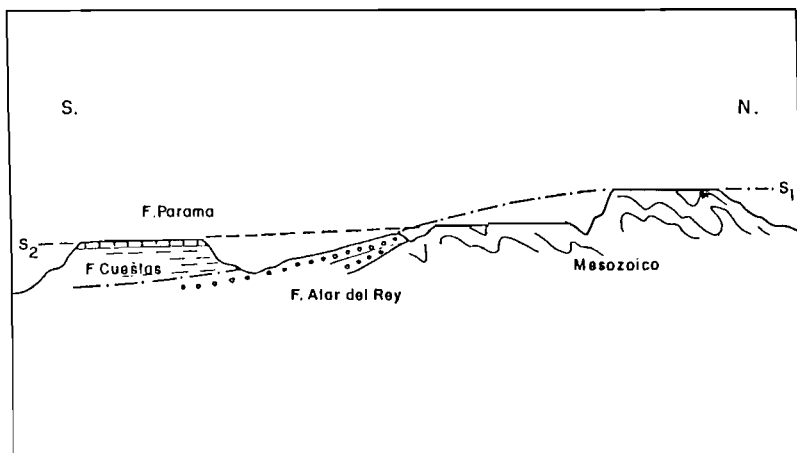 S.
N.
S1
F. Parama
S2
F Cuestas
Mesozoico
F. Alar del Rey